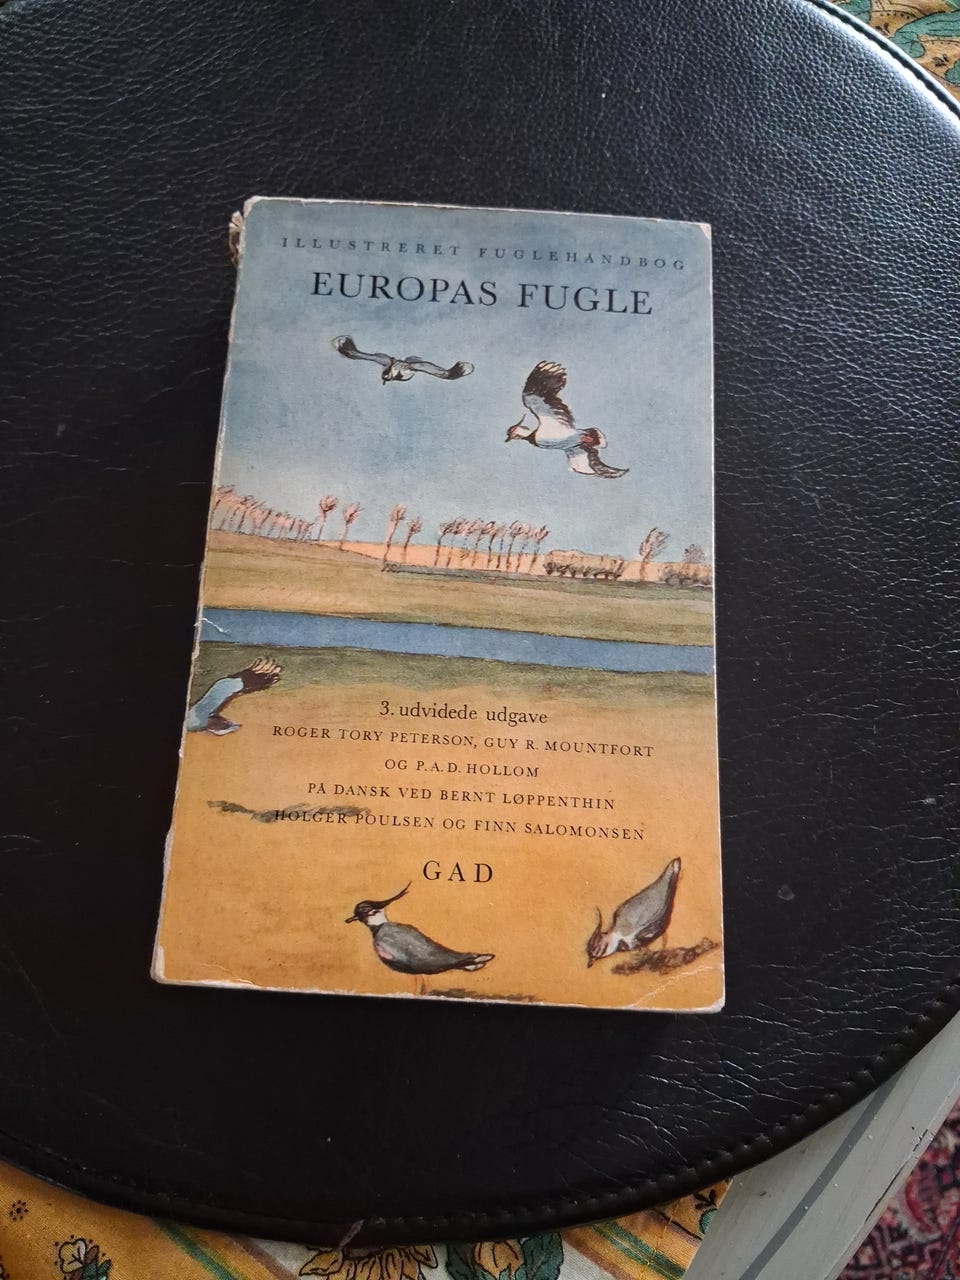 ILLUSTRERET FUGLEHÅNDBOG
EUROPAS FUGLE
3. udvidede udgave
ROGER TORY PETERSON, GUY R. MOUNTFORT
OG P.A.D. HOLLOM
PÅ DANSK VED BERNT LØPPENTHIN
HOLGER POULSEN OG FINN SALOMONSEN
GAD